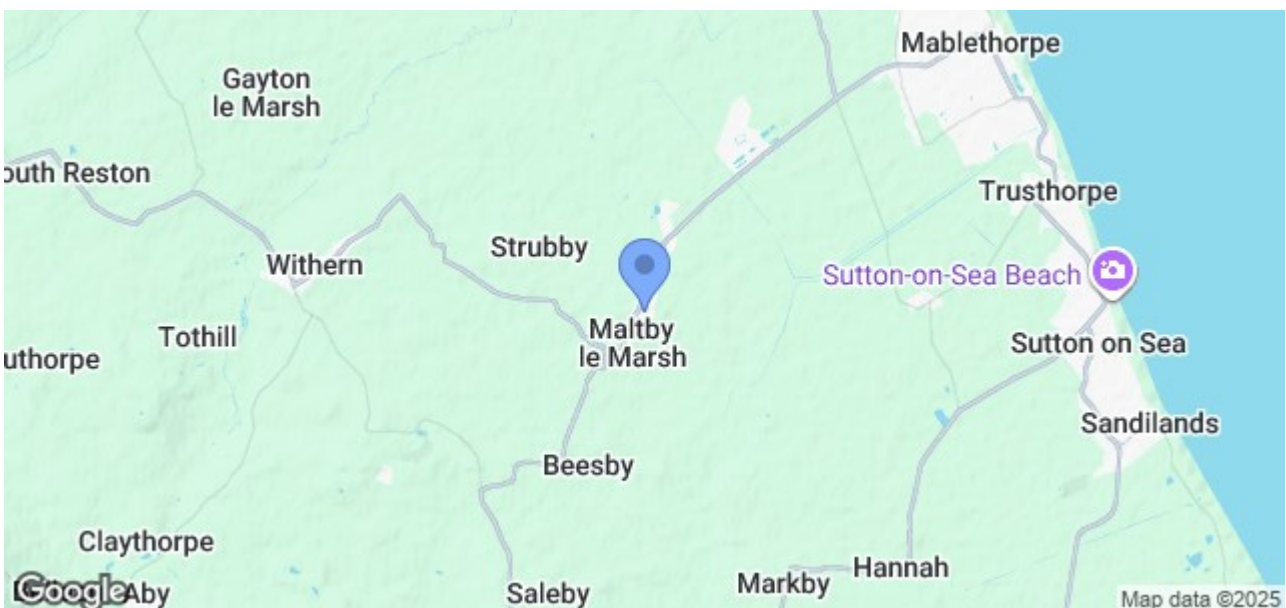 Mablethorpe
Gayton
le Marsh
outh Reston
Trusthorpe
Strubby
Withern
Sutton-on-Sea Beach
Tothill
Maltby
le Marsh
Sutton on Sea
uthorpe
Sandilands
Beesby
Claythorpe
Hannah
Markby
Saleby
Google
Aby
Map data ©2025